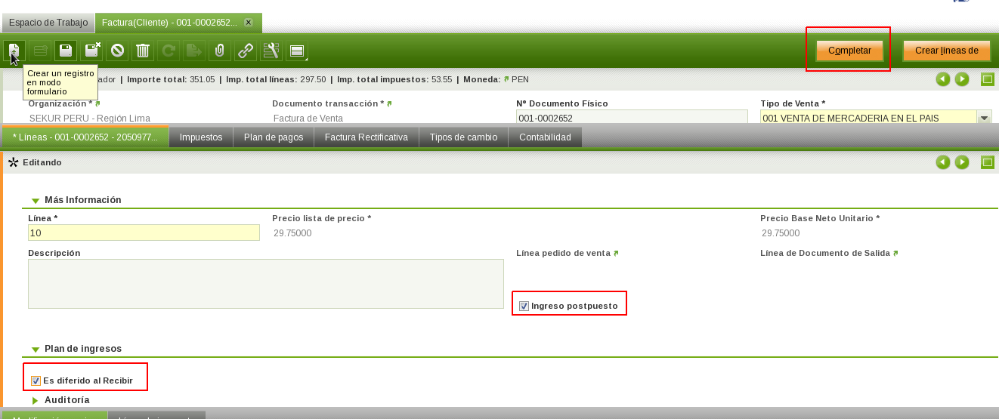 Espacio de Trabajo Factura(Cliente) - 001-0002652...
Completar Crear líneas de
Crear un registro
en modo
formulario
ador | Importe total: 351.05 | Imp. total líneas: 297.50 | Imp. total impuestos: 53.55 | Moneda: PEN
Organización * Documento transacción * Nº Documento Físico Tipo de Venta *
SEKUR PERU - Región Lima Factura de Venta 001-0002652 001 VENTA DE MERCADERIA EN EL PAIS
* Líneas - 001-0002652 - 2050977... Impuestos Plan de pagos Factura Rectificativa Tipos de cambio Contabilidad
Editando
Más Información
Línea * Precio lista de precio * Precio Base Neto Unitario *
10 29.75000 29.75000
Descripción Línea pedido de venta Línea de Documento de Salida
Ingreso postpuesto
Plan de ingresos
Es diferido al Recibir
Auditoría